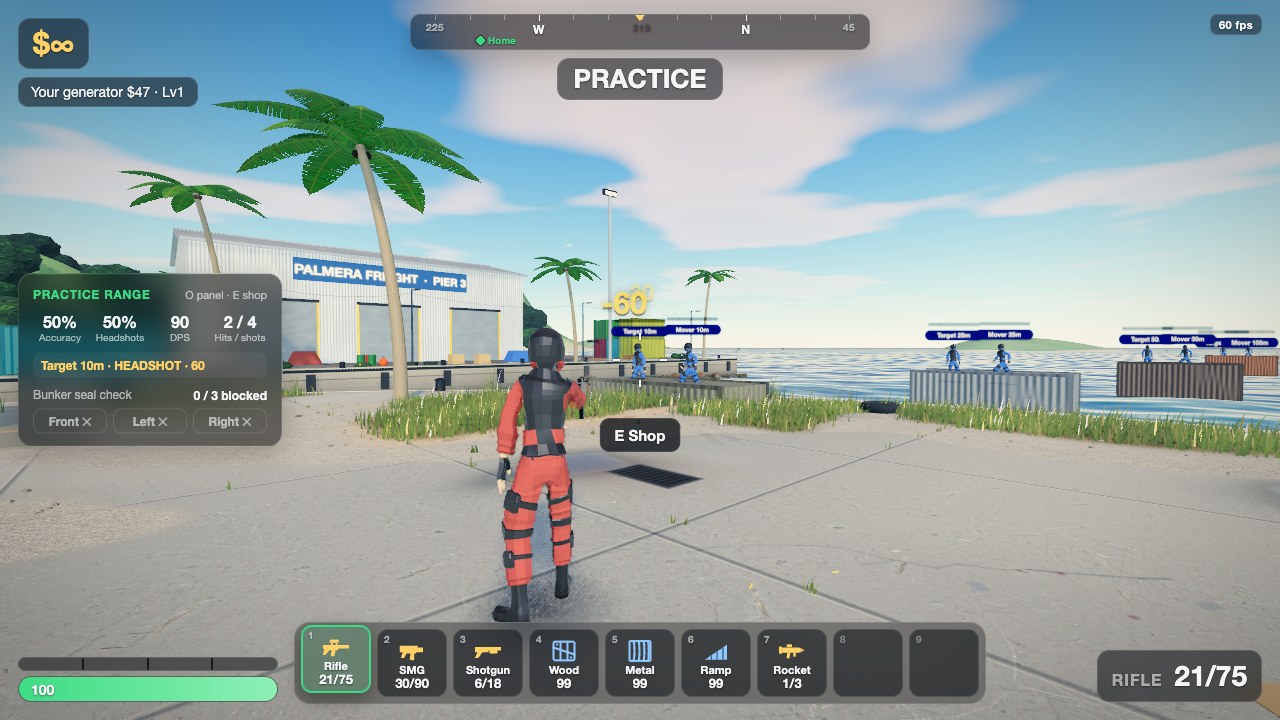 $∞
Your generator $47 · Lv1
225 W 315 N 45
Home
60 fps
PRACTICE
PALMERA FREIGHT · PIER 3
PRACTICE RANGE O panel · E shop
50% 50% 90 2 / 4
Accuracy Headshots DPS Hits / shots
Target 10m · HEADSHOT · 60
Bunker seal check 0 / 3 blocked
Front ✕ Left ✕ Right ✕
-60
Target 10m Mover 10m
Target 25m Mover 25m
Target 50 Mover 50m Mover 100m
E Shop
1 2 3 4 5 6 7 8 9
Rifle SMG Shotgun Wood Metal Ramp Rocket
21/75 30/90 6/18 99 99 99 1/3
100
RIFLE 21/75